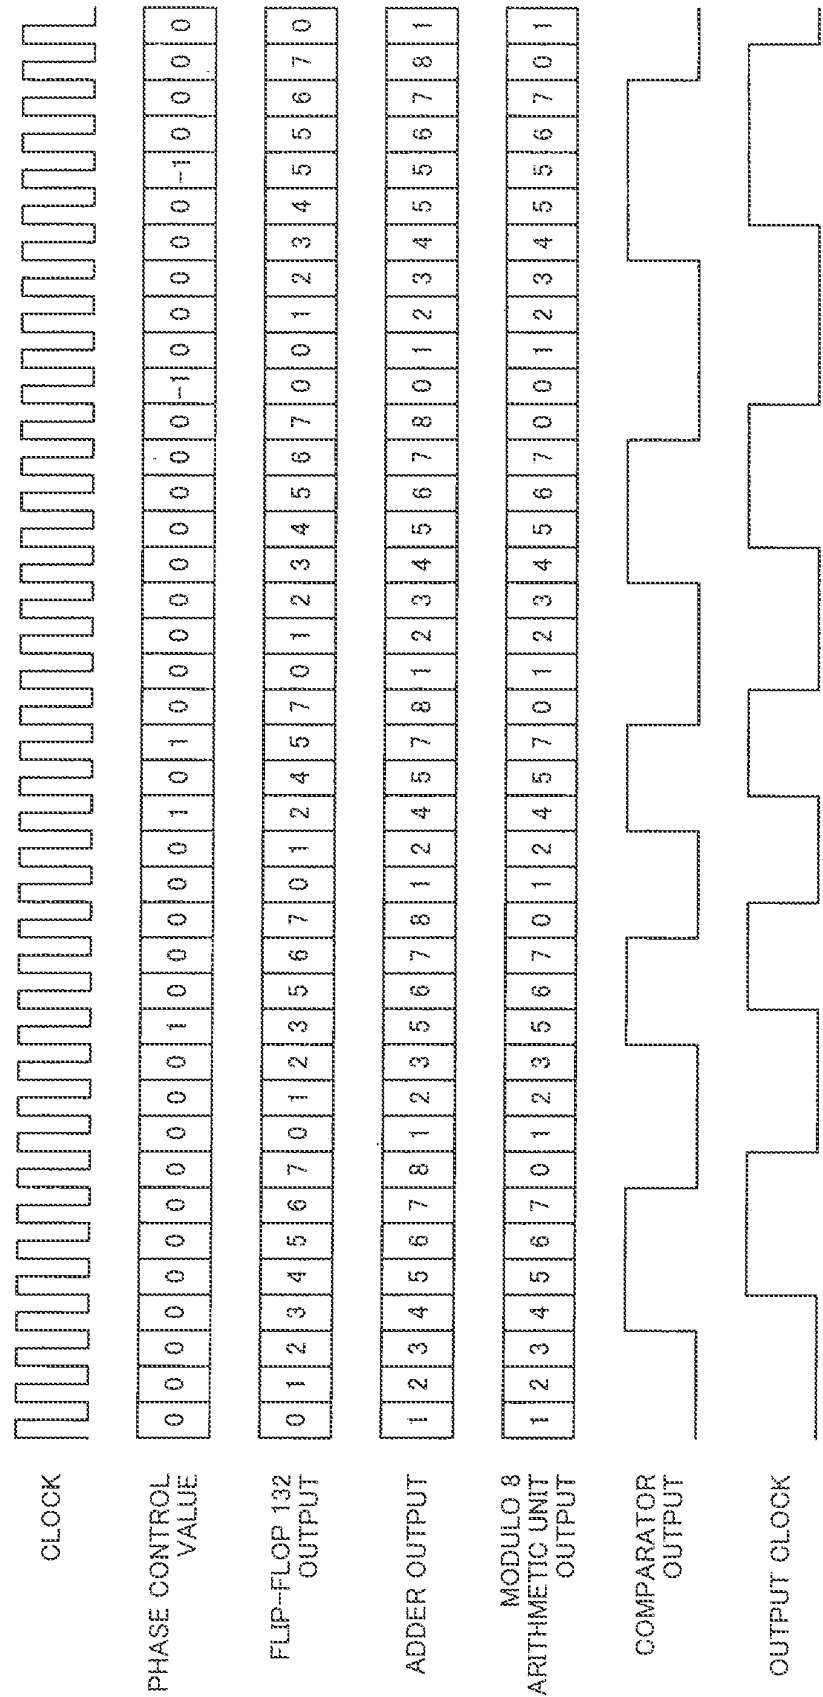 CLOCK
PHASE CONTROL
VALUE
0 0 0 0 0 0 0 0 0 0 0 1 0 0 0 0 0 1 0 1 0 0 0 0 0 0 0 0 0 -1 0 0 0 0 0 -1 0 0 0 0
FLIP-FLOP 132
OUTPUT
0 1 2 3 4 5 6 7 0 1 2 3 5 6 7 0 1 2 4 5 7 0 1 2 3 4 5 6 7 0 0 1 2 3 4 5 5 6 7 0
ADDER OUTPUT
1 2 3 4 5 6 7 8 1 2 3 5 6 7 8 1 2 4 5 7 8 1 2 3 4 5 6 7 8 0 1 2 3 4 5 5 6 7 8 1
MODULO 8
ARITHMETIC UNIT
OUTPUT
1 2 3 4 5 6 7 0 1 2 3 5 6 7 0 1 2 4 5 7 0 1 2 3 4 5 6 7 0 0 1 2 3 4 5 5 6 7 0 1
COMPARATOR
OUTPUT
OUTPUT CLOCK